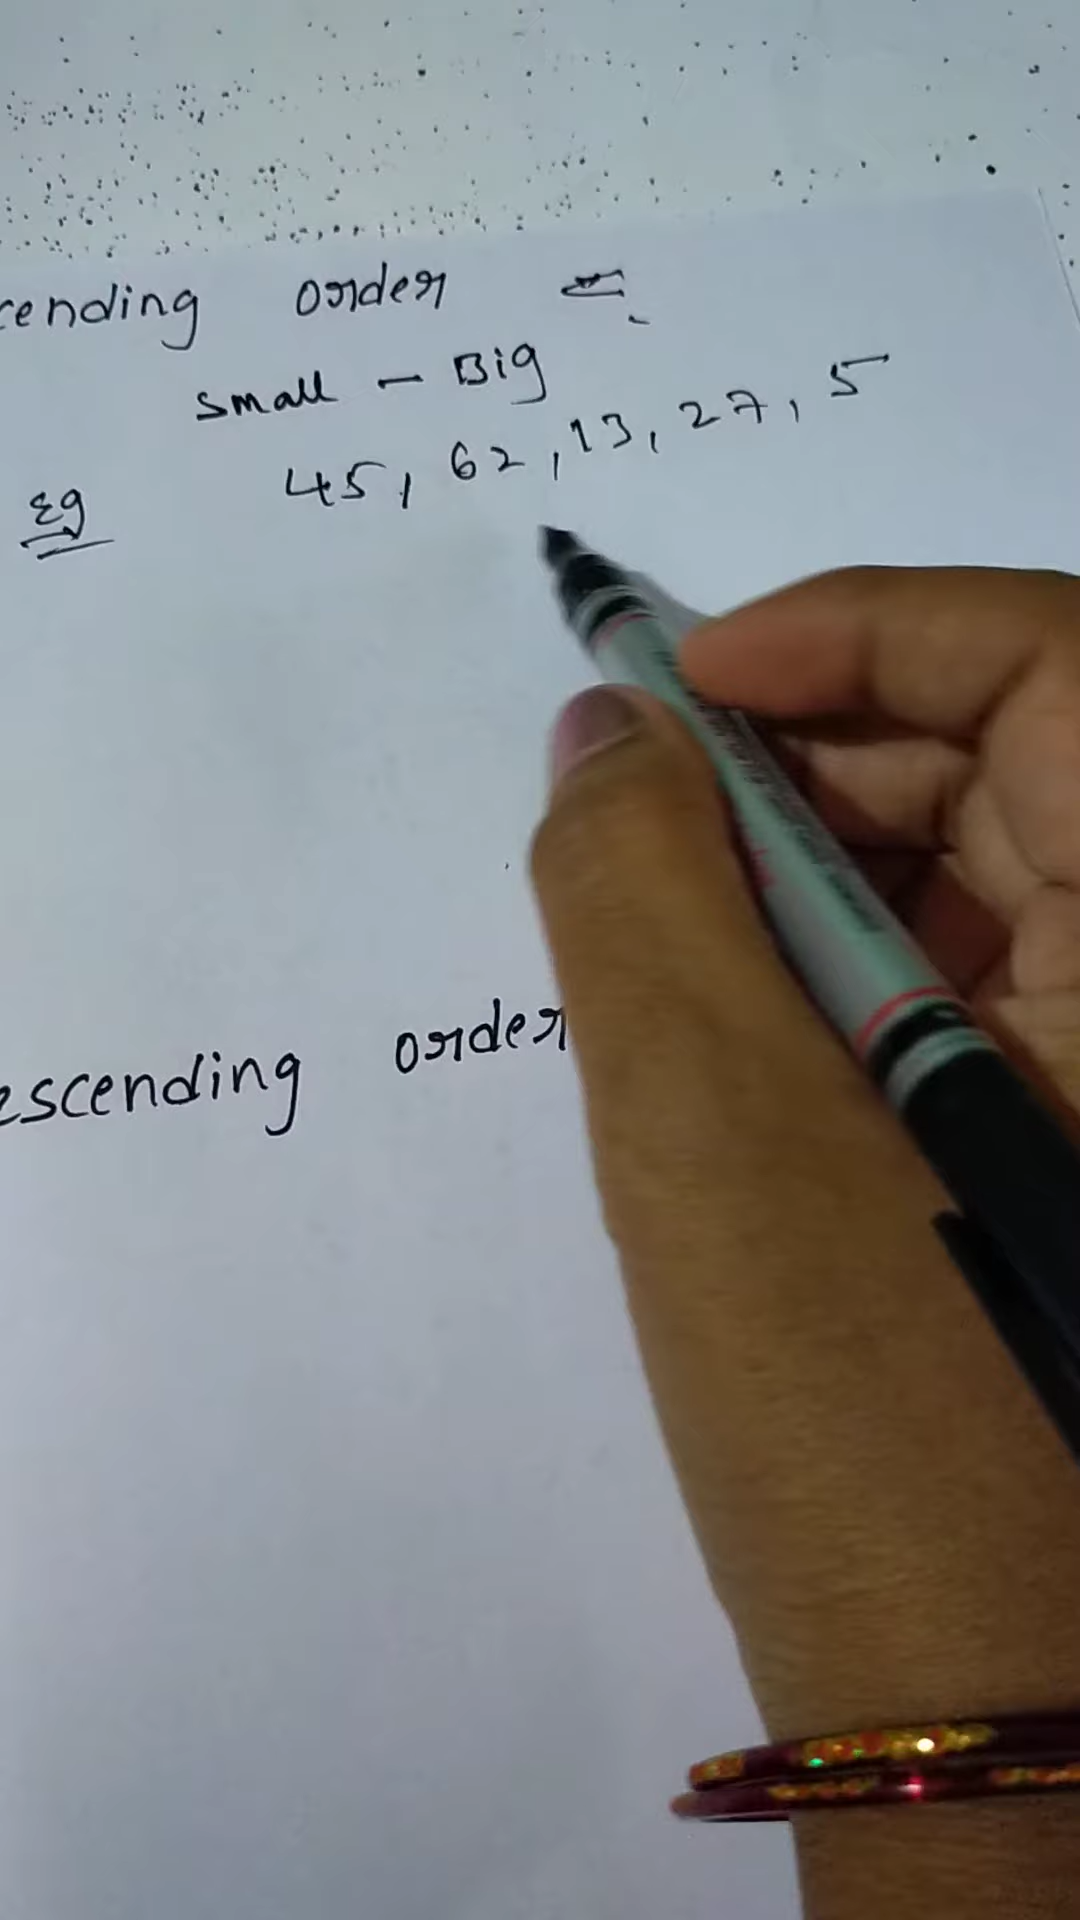 cending order
Small - Big
Eg 45, 62, 13, 27, 5
escending order